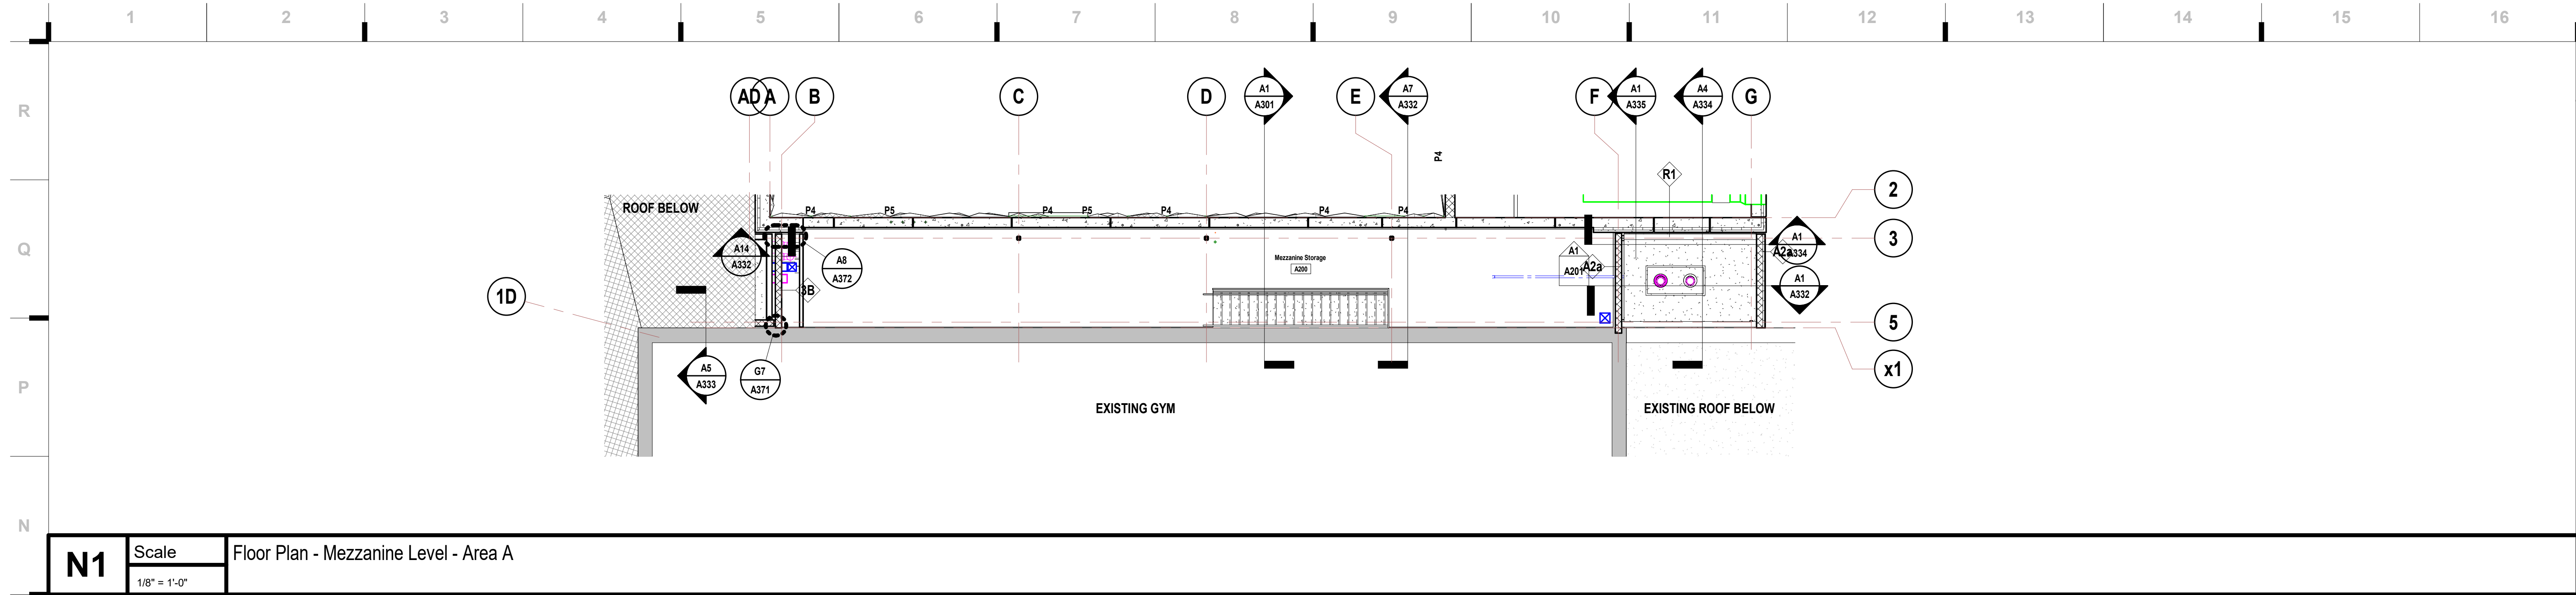 1 2 3 4 5 6 7 8 9 10 11 12 13 14 15 16
R
AD A B C D
A1
A301
E
A7
A332
F
A1
A335
A4
A334
G
P4
R1
2
ROOF BELOW
P4 P5 P4 P5 P4 P4 P4
3
Q
A14
A332
A8
A372
Mezzanine Storage
A200
A1
A201
A2a
A1
A334
A2a
3B
A1
A332
1D
5
A5
A333
G7
A371
x1
P
EXISTING GYM
EXISTING ROOF BELOW
N
N1
Scale
1/8" = 1'-0"
Floor Plan - Mezzanine Level - Area A